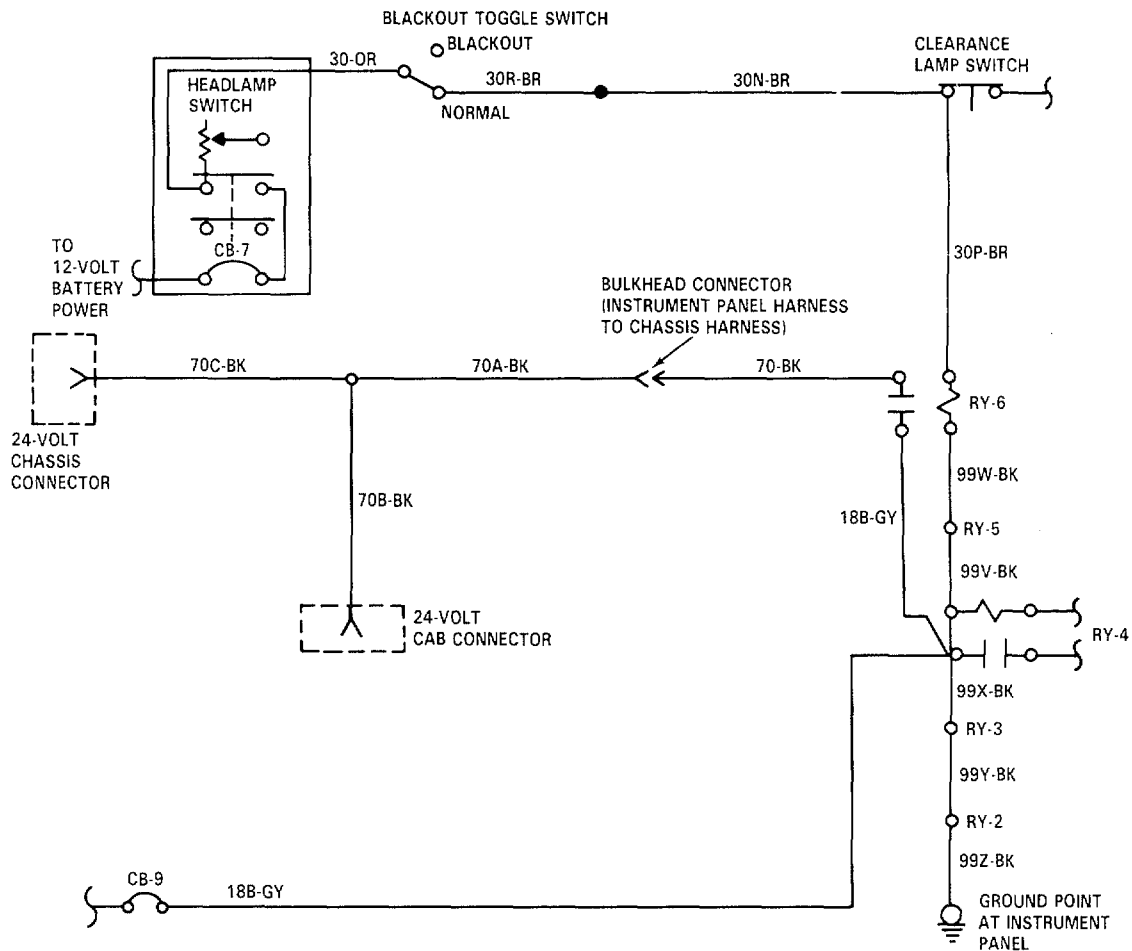 BLACKOUT TOGGLE SWITCH
BLACKOUT
30-OR
30R-BR
30N-BR
CLEARANCE
LAMP SWITCH
HEADLAMP
SWITCH
NORMAL
CB-7
TO
12-VOLT
BATTERY
POWER
30P-BR
BULKHEAD CONNECTOR
(INSTRUMENT PANEL HARNESS
TO CHASSIS HARNESS)
70C-BK
70A-BK
70-BK
RY-6
24-VOLT
CHASSIS
CONNECTOR
99W-BK
70B-BK
18B-GY
RY-5
99V-BK
24-VOLT
CAB CONNECTOR
RY-4
99X-BK
RY-3
99Y-BK
RY-2
99Z-BK
CB-9
18B-GY
GROUND POINT
AT INSTRUMENT
PANEL